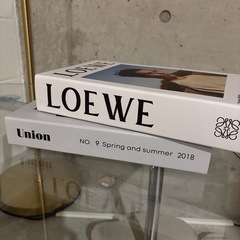 LOEWE
Union
NO. 9 Spring and summer 2018